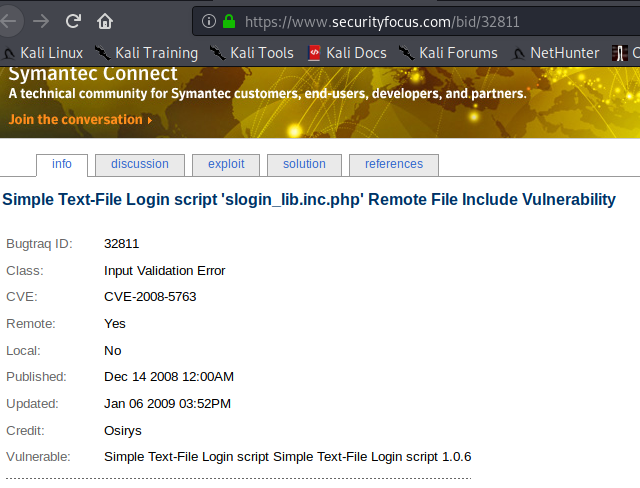 https://www.securityfocus.com/bid/32811
Kali Linux Kali Training Kali Tools Kali Docs Kali Forums NetHunter
Symantec Connect
A technical community for Symantec customers, end-users, developers, and partners.
Join the conversation
info discussion exploit solution references
Simple Text-File Login script 'slogin_lib.inc.php' Remote File Include Vulnerability
Bugtraq ID: 32811
Class: Input Validation Error
CVE: CVE-2008-5763
Remote: Yes
Local: No
Published: Dec 14 2008 12:00AM
Updated: Jan 06 2009 03:52PM
Credit: Osirys
Vulnerable: Simple Text-File Login script Simple Text-File Login script 1.0.6